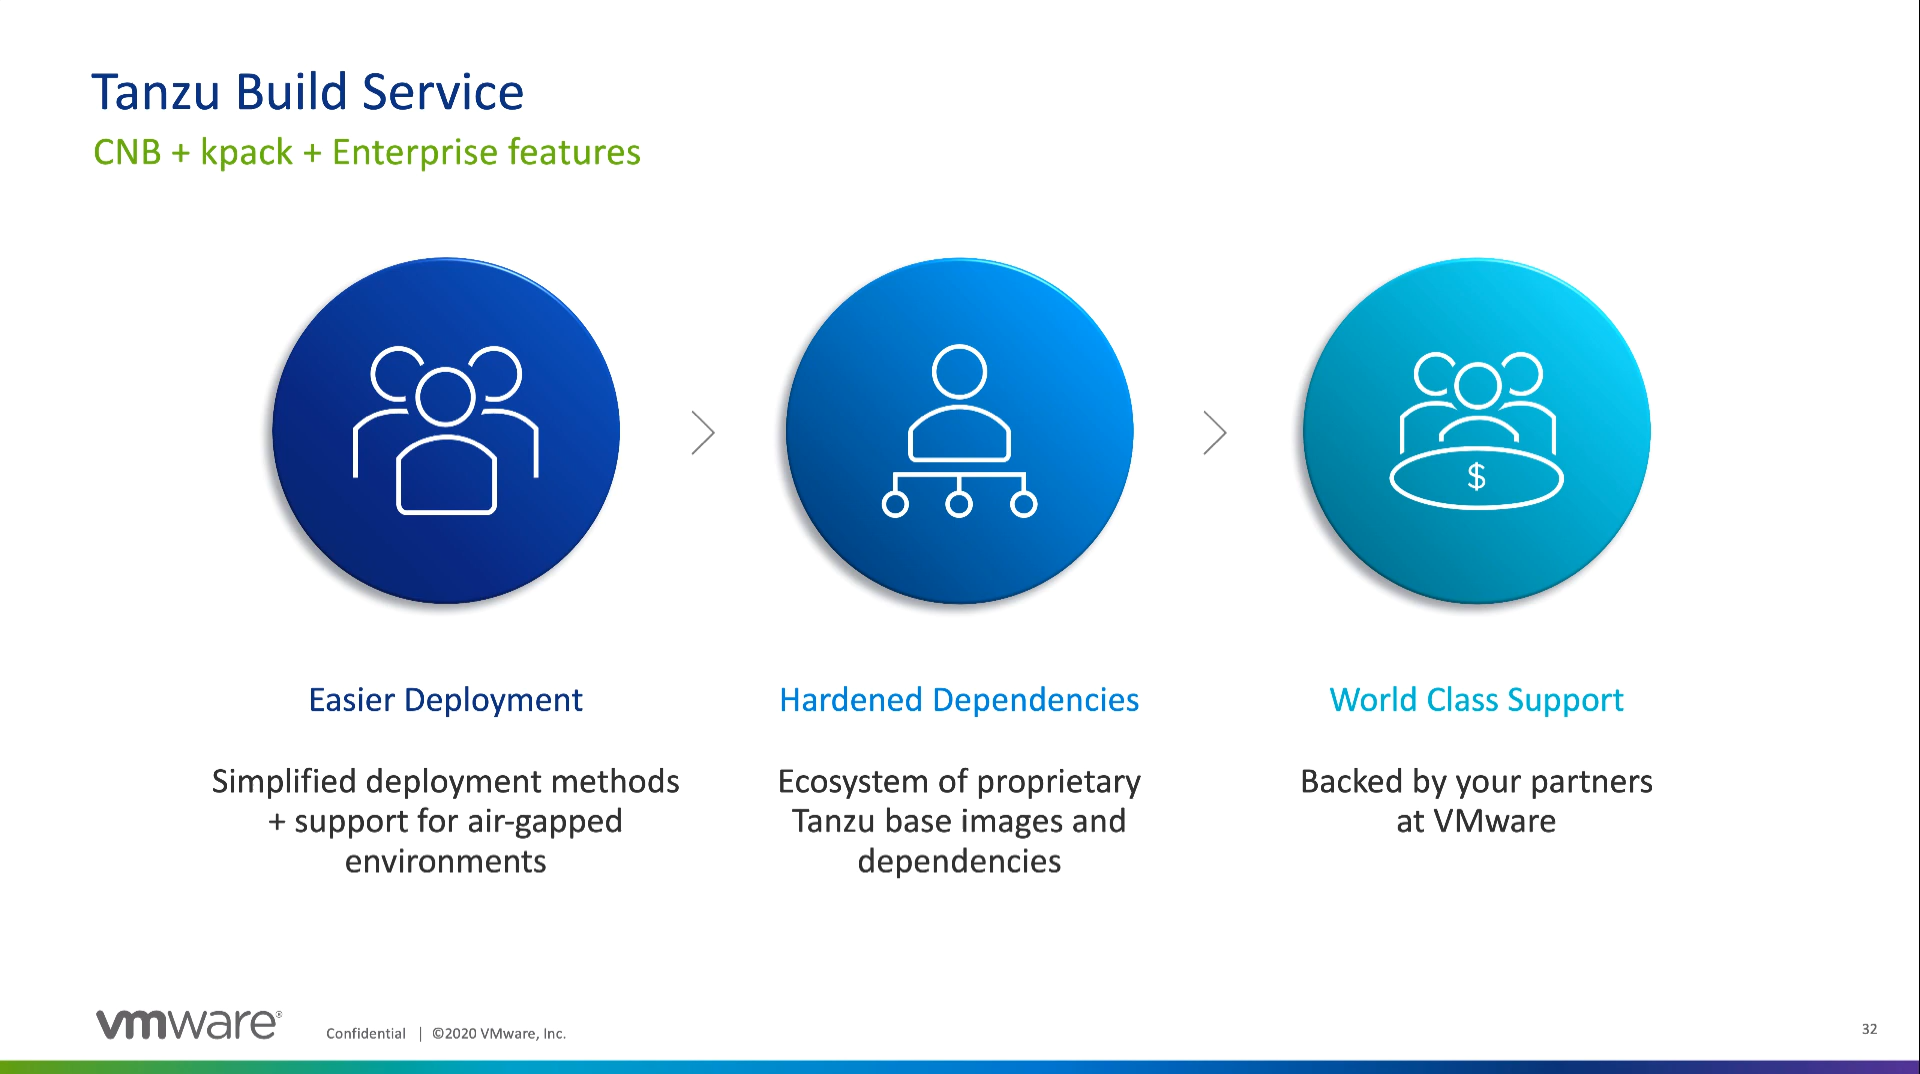 Tanzu Build Service
CNB + kpack + Enterprise features
$
Easier Deployment
Simplified deployment methods
+ support for air-gapped
environments
Hardened Dependencies
Ecosystem of proprietary
Tanzu base images and
dependencies
World Class Support
Backed by your partners
at VMware
vmware®
Confidential | ©2020 VMware, Inc.
32